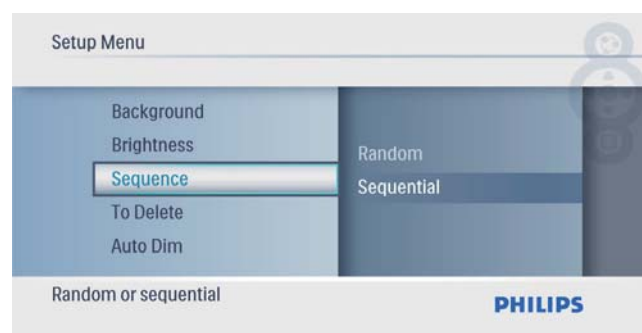 Setup Menu
Background
Brightness
Sequence
To Delete
Auto Dim
Random
Sequential
Random or sequential
PHILIPS